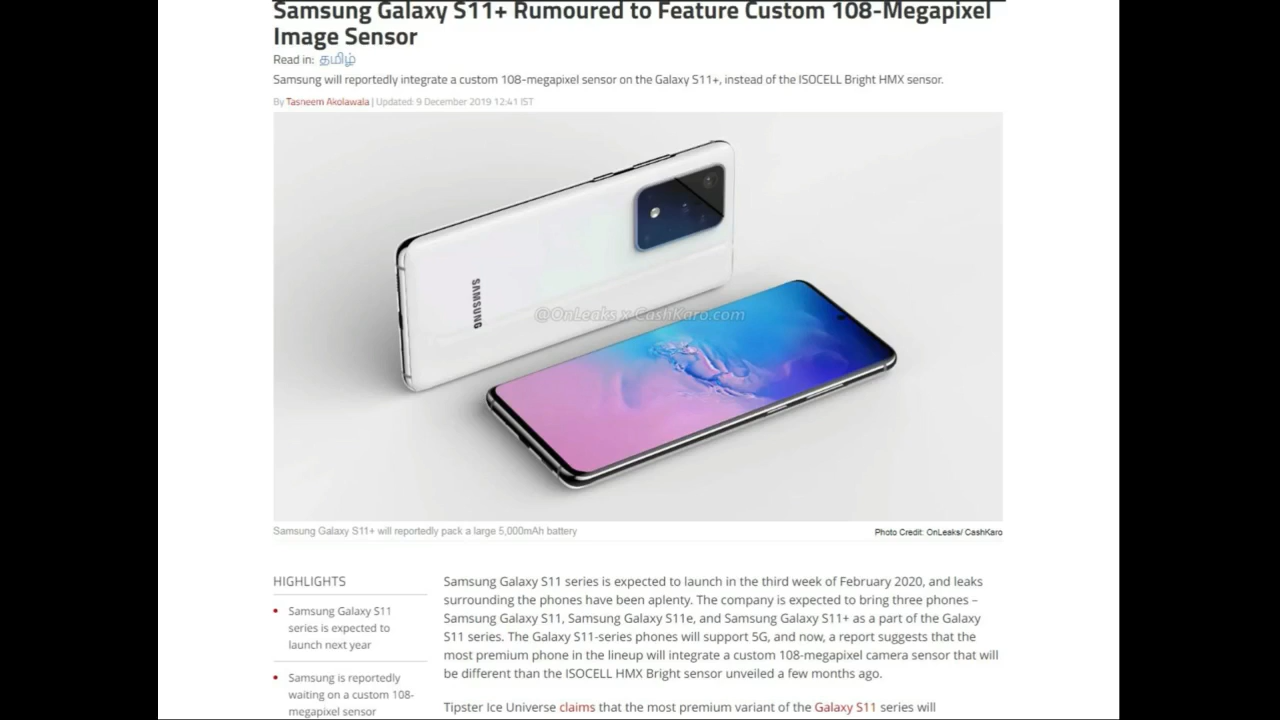 Samsung Galaxy S11+ Rumoured to Feature Custom 108-Megapixel
Image Sensor
Read in: தமிழ்
Samsung will reportedly integrate a custom 108-megapixel sensor on the Galaxy S11+, instead of the ISOCELL Bright HMX sensor.
By Tasneem Akolawala | Updated: 9 December 2019 12:41 IST
SAMSUNG
@OnLeaks x CashKaro.com
Samsung Galaxy S11+ will reportedly pack a large 5,000mAh battery
Photo Credit: OnLeaks/ CashKaro
HIGHLIGHTS
Samsung Galaxy S11
series is expected to
launch next year
Samsung is reportedly
waiting on a custom 108-
megapixel sensor
Samsung Galaxy S11 series is expected to launch in the third week of February 2020, and leaks
surrounding the phones have been aplenty. The company is expected to bring three phones –
Samsung Galaxy S11, Samsung Galaxy S11e, and Samsung Galaxy S11+ as a part of the Galaxy
S11 series. The Galaxy S11-series phones will support 5G, and now, a report suggests that the
most premium phone in the lineup will integrate a custom 108-megapixel camera sensor that will
be different than the ISOCELL HMX Bright sensor unveiled a few months ago.
Tipster Ice Universe claims that the most premium variant of the Galaxy S11 series will